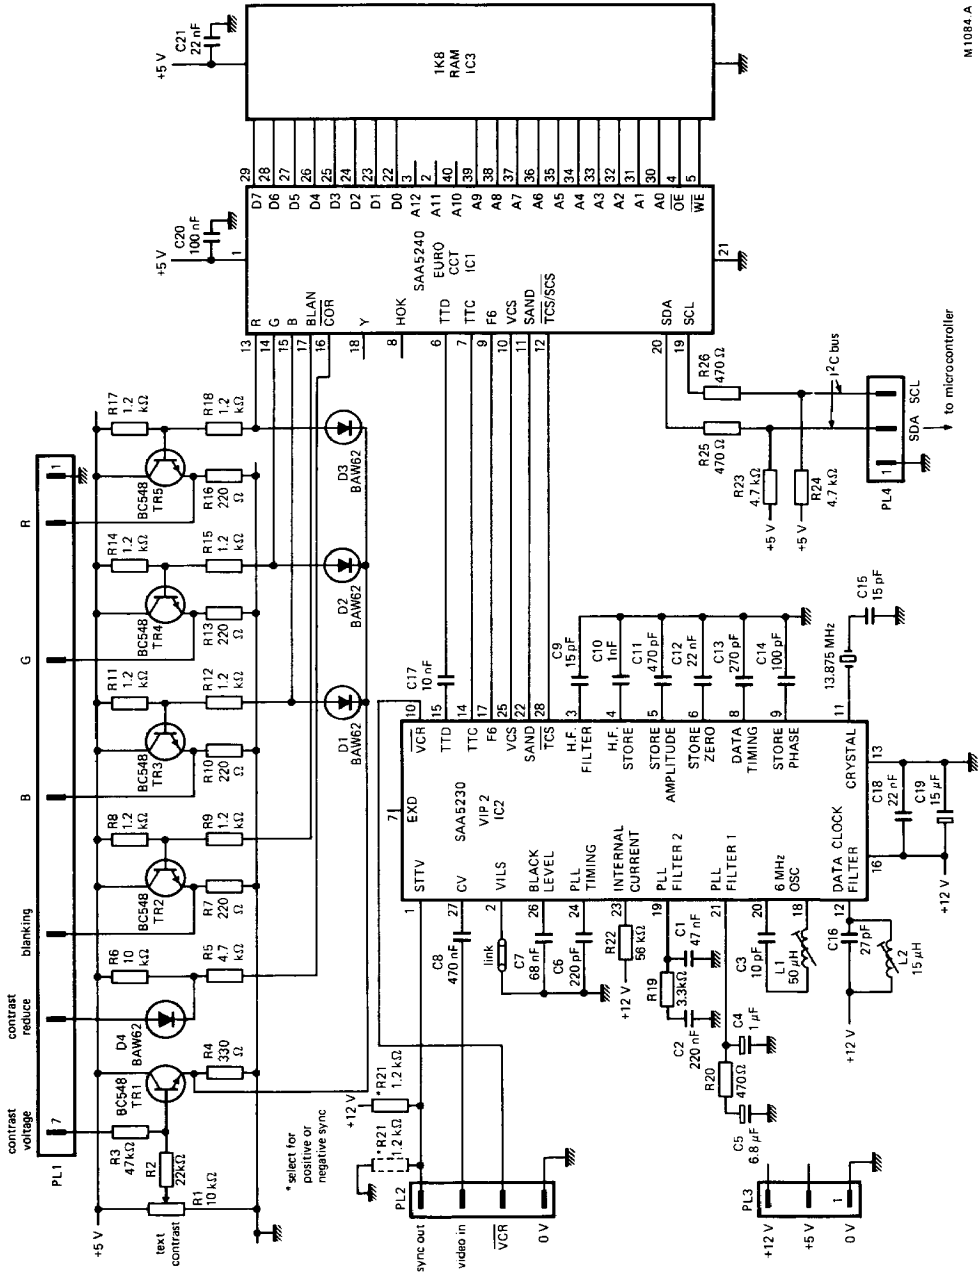 +5 V
C21
22 nF
1K8
RAM
IC3
M1084.A
29
28
27
26
25
24
23
22
3
2
40
39
38
37
36
35
34
33
32
31
30
4
5
D7
D6
D5
D4
D3
D2
D1
D0
A12
A11
A10
A9
A8
A7
A6
A5
A4
A3
A2
A1
A0
OE
WE
+5 V
C20
100 nF
1
SAA5240
EURO
CCT
IC1
21
R
G
B
BLAN
COR
Y
HOK
TTD
TTC
F6
VCS
SAND
TCS/SCS
SDA
SCL
13
14
15
17
16
18
8
6
7
9
10
11
12
20
19
R17
1.2
kΩ
R18
1.2
kΩ
BC548
TR5
R16
220
Ω
D3
BAW62
R14
1.2
kΩ
R15
1.2
kΩ
BC548
TR4
R13
220
Ω
D2
BAW62
R11
1.2
kΩ
R12
1.2
kΩ
BC548
TR3
R10
220
Ω
D1
BAW62
R8
1.2
kΩ
R9
1.2
kΩ
BC548
TR2
R7
220
Ω
R6
10
kΩ
R5
4.7
kΩ
D4
BAW62
BC548
TR1
R4
330
Ω
R3
47kΩ
R2
22kΩ
R1
10 kΩ
text
contrast
+5 V
PL1
1
7
R
G
B
blanking
contrast
reduce
contrast
voltage
*select for
positive or
negative sync
R26
470 Ω
R25
470 Ω
R23
4.7 kΩ
R24
4.7 kΩ
+5 V
+5 V
I²C bus
PL4
1
SDA
SCL
to microcontroller
C17
10 nF
10
15
14
17
25
22
28
3
4
5
6
8
9
11
VCR
TTD
TTC
F6
VCS
SAND
TCS
H.F.
FILTER
H.F.
STORE
STORE
AMPLITUDE
STORE
ZERO
DATA
TIMING
STORE
PHASE
CRYSTAL
C9
15 pF
C10
1nF
C11
470 pF
C12
22 nF
C13
270 pF
C14
100 pF
13.875 MHz
C15
15 pF
7
EXD
SAA5230
VIP 2
IC2
13
16
C18
22 nF
C19
15 µF
+12 V
STTV
CV
VILS
BLACK
LEVEL
PLL
TIMING
INTERNAL
CURRENT
PLL
FILTER 2
PLL
FILTER 1
6 MHz
OSC
DATA CLOCK
FILTER
1
27
2
26
24
23
19
21
20
18
12
C8
470 nF
link
C7
68 nF
C6
220 pF
R22
56 kΩ
+12 V
R19
3.3kΩ
C1
47 nF
C2
220 nF
R20
470Ω
C4
1 µF
C5
6.8 µF
C3
10 pF
L1
50 µH
C16
27 pF
L2
15 µH
+12 V
+12 V
*R21
1.2 kΩ
*R21
1.2 kΩ
PL2
sync out
video in
VCR
0 V
PL3
+12 V
+5 V
0 V
1